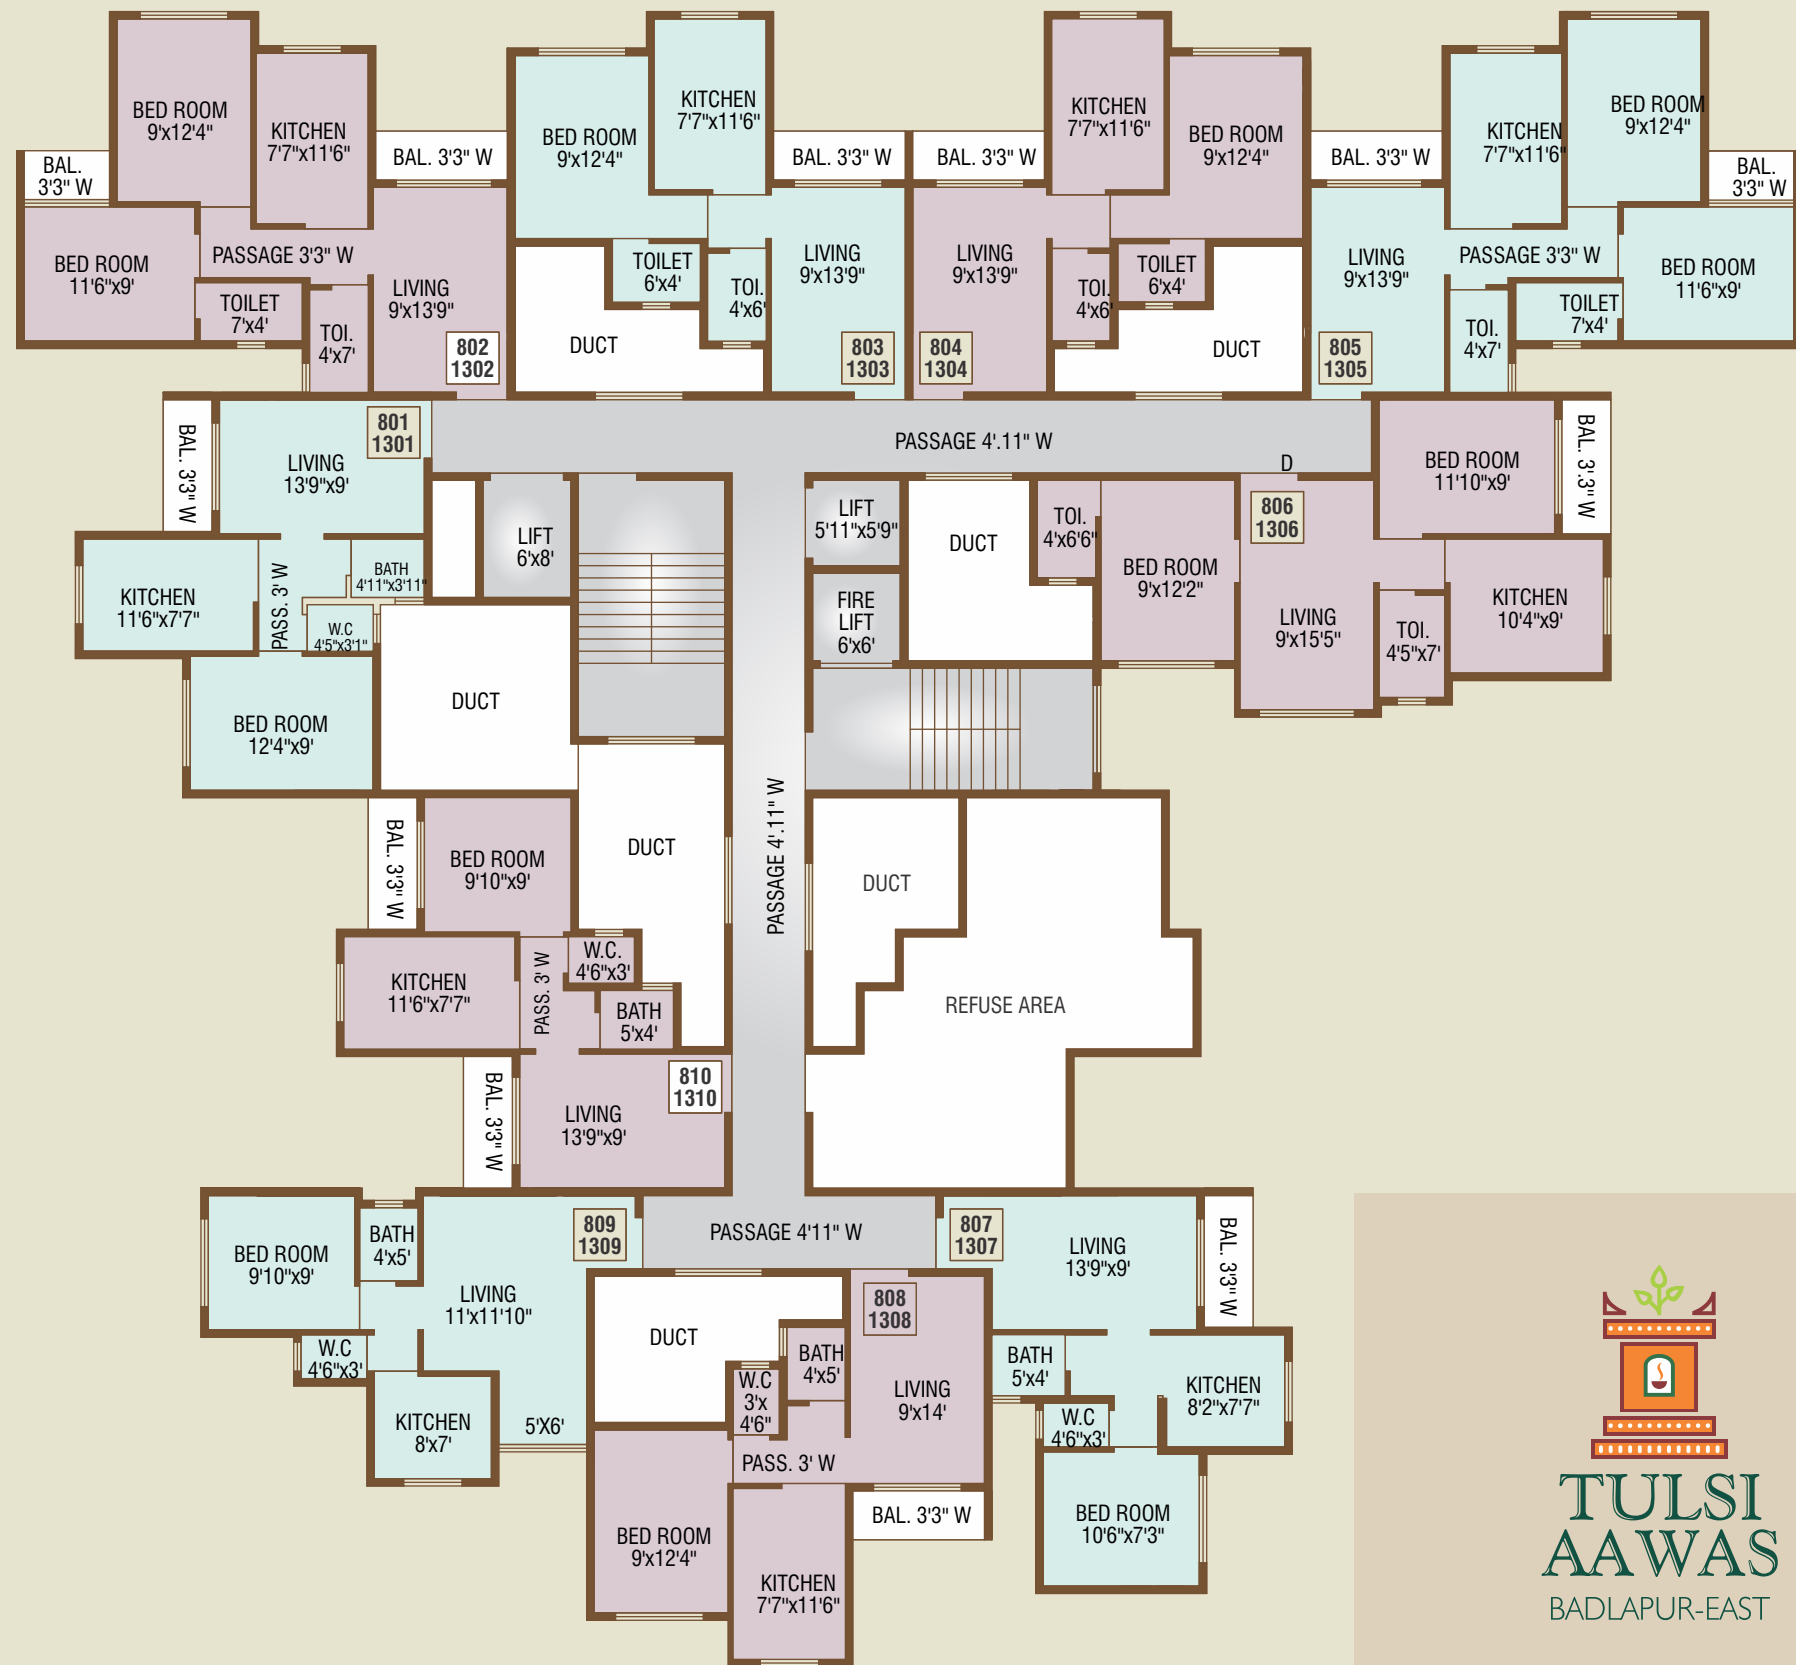 BED ROOM
9'x12'4"
KITCHEN
7'7"x11'6"
BAL.
3'3" W
BAL. 3'3" W
BED ROOM
11'6"x9'
PASSAGE 3'3" W
TOILET
7'x4'
TOI.
4'x7'
LIVING
9'x13'9"
802
1302
BED ROOM
9'x12'4"
KITCHEN
7'7"x11'6"
BAL. 3'3" W
TOILET
6'x4'
TOI.
4'x6'
LIVING
9'x13'9"
DUCT
803
1303
BAL. 3'3" W
KITCHEN
7'7"x11'6"
BED ROOM
9'x12'4"
LIVING
9'x13'9"
TOI.
4'x6'
TOILET
6'x4'
DUCT
804
1304
BAL. 3'3" W
KITCHEN
7'7"x11'6"
BED ROOM
9'x12'4"
BAL.
3'3" W
LIVING
9'x13'9"
PASSAGE 3'3" W
BED ROOM
11'6"x9'
TOILET
7'x4'
TOI.
4'x7'
805
1305
801
1301
BAL. 3'3" W
LIVING
13'9"x9'
KITCHEN
11'6"x7'7"
PASS. 3' W
BATH
4'11"x3'11"
W.C
4'5"x3'1"
BED ROOM
12'4"x9'
PASSAGE 4'.11" W
LIFT
6'x8'
DUCT
LIFT
5'11"x5'9"
FIRE
LIFT
6'x6'
DUCT
TOI.
4'x6'6"
BED ROOM
9'x12'2"
D
806
1306
LIVING
9'x15'5"
BED ROOM
11'10"x9'
BAL. 3'.3" W
TOI.
4'5"x7'
KITCHEN
10'4"x9'
PASSAGE 4'.11" W
BAL. 3'3" W
BED ROOM
9'10"x9'
DUCT
KITCHEN
11'6"x7'7"
PASS. 3' W
W.C.
4'6"x3'
BATH
5'x4'
BAL. 3'3" W
LIVING
13'9"x9'
810
1310
DUCT
REFUSE AREA
BED ROOM
9'10"x9'
BATH
4'x5'
LIVING
11'x11'10"
809
1309
W.C
4'6"x3'
KITCHEN
8'x7'
5'X6'
PASSAGE 4'11" W
DUCT
808
1308
BATH
4'x5'
W.C
3'x
4'6"
LIVING
9'x14'
PASS. 3' W
BED ROOM
9'x12'4"
KITCHEN
7'7"x11'6"
BAL. 3'3" W
807
1307
LIVING
13'9"x9'
BAL. 3'3" W
BATH
5'x4'
KITCHEN
8'2"x7'7"
W.C
4'6"x3'
BED ROOM
10'6"x7'3"
TULSI
AAWAS
BADLAPUR-EAST